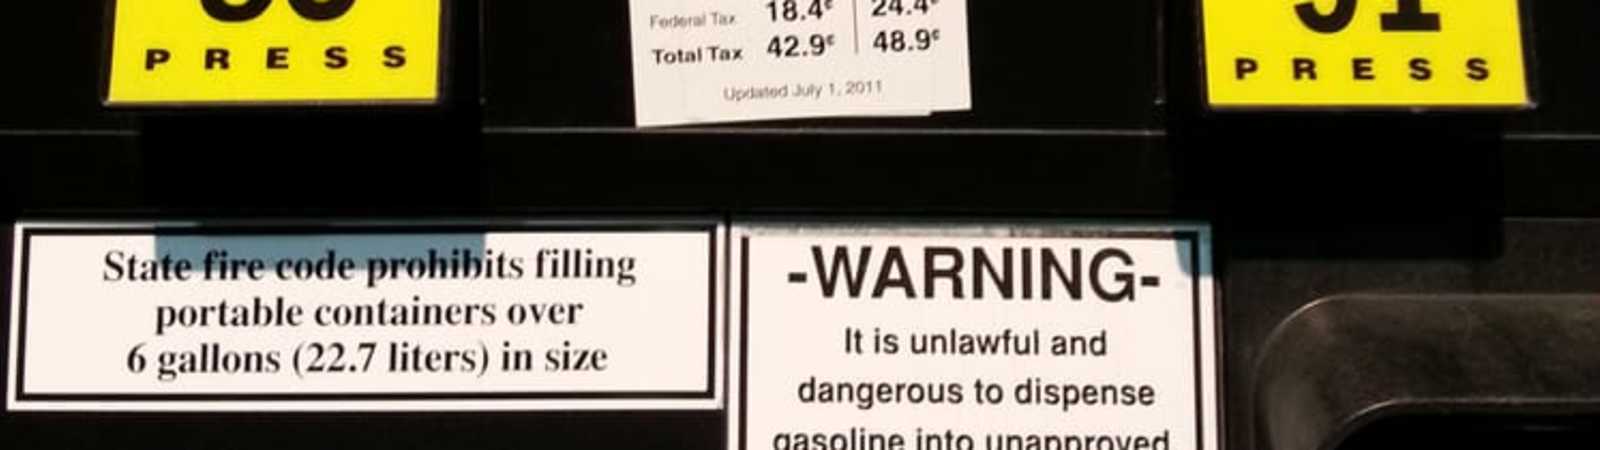 PRESS
Federal Tax 18.4¢ 24.4¢
Total Tax 42.9¢ 48.9¢
Updated July 1, 2011
91
PRESS
State fire code prohibits filling
portable containers over
6 gallons (22.7 liters) in size
-WARNING-
It is unlawful and
dangerous to dispense
gasoline into unapproved